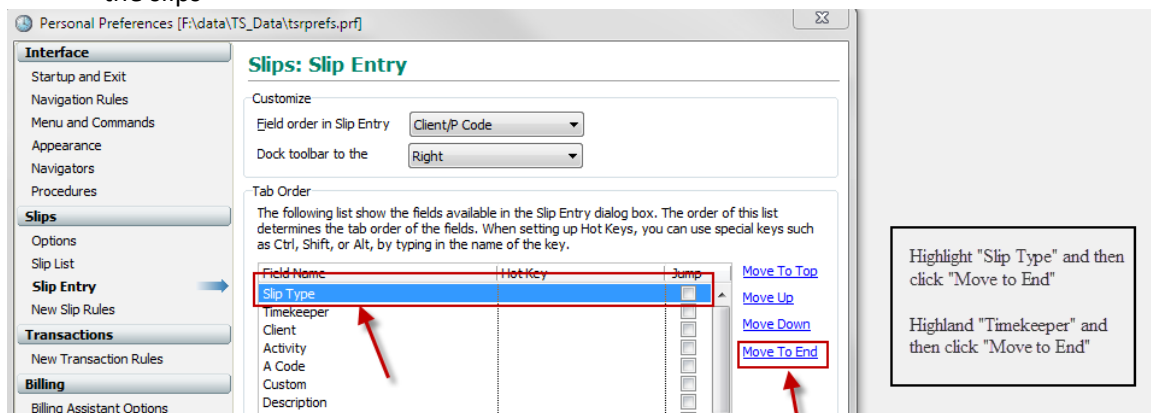 the slips
Personal Preferences [F:\data\TS_Data\tsrprefs.prf]
Interface
Startup and Exit
Navigation Rules
Menu and Commands
Appearance
Navigators
Procedures
Slips
Options
Slip List
Slip Entry
New Slip Rules
Transactions
New Transaction Rules
Billing
Billing Assistant Options
Slips: Slip Entry
Customize
Field order in Slip Entry
Client/P Code
Dock toolbar to the
Right
Tab Order
The following list show the fields available in the Slip Entry dialog box. The order of this list
determines the tab order of the fields. When setting up Hot Keys, you can use special keys such
as Ctrl, Shift, or Alt, by typing in the name of the key.
Field Name Hot Key Jump
Slip Type
Timekeeper
Client
Activity
A Code
Custom
Description
Move To Top
Move Up
Move Down
Move To End
Highlight "Slip Type" and then
click "Move to End"
Highland "Timekeeper" and
then click "Move to End"